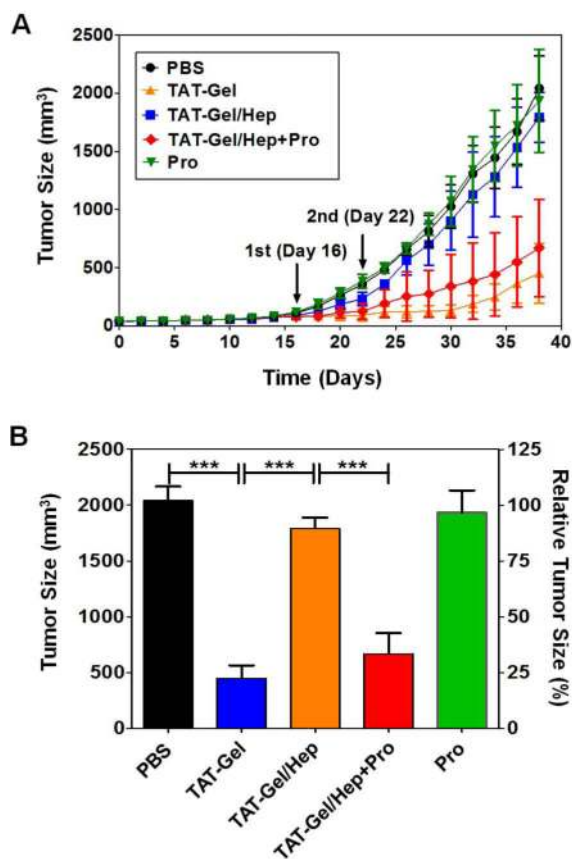 A
2500
2000
1500
1000
500
0
Tumor Size (mm³)
PBS
TAT-Gel
TAT-Gel/Hep
TAT-Gel/Hep+Pro
Pro
2nd (Day 22)
1st (Day 16)
0 5 10 15 20 25 30 35 40
Time (Days)
B
2500
2000
1500
1000
500
0
Tumor Size (mm³)
*** *** ***
125
100
75
50
25
0
Relative Tumor Size (%)
PBS
TAT-Gel
TAT-Gel/Hep
TAT-Gel/Hep+Pro
Pro